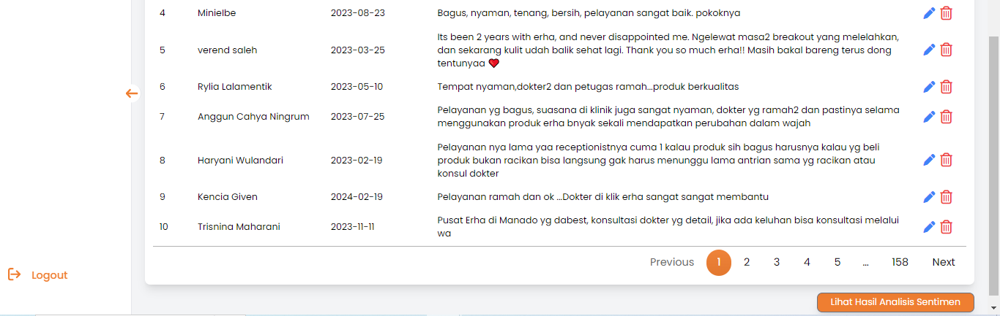 4 Minielbe 2023-08-23 Bagus, nyaman, tenang, bersih, pelayanan sangat baik. pokoknya
Its been 2 years with erha, and never disappointed me. Ngelewat masa2 breakout yang melelahkan,
5 verend saleh 2023-03-25 dan sekarang kulit udah balik sehat lagi. Thank you so much erha!! Masih bakal bareng terus dong
tentunyaa ❤️
6 Rylia Lalamentik 2023-05-10 Tempat nyaman,dokter2 dan petugas ramah...produk berkualitas
7 Anggun Cahya Ningrum 2023-07-25 Pelayanan yg bagus, suasana di klinik juga sangat nyaman, dokter yg ramah2 dan pastinya selama
menggunakan produk erha bnyak sekali mendapatkan perubahan dalam wajah
Pelayanan nya lama yaa receptionistnya cuma 1 kalau produk sih bagus harusnya kalau yg beli
8 Haryani Wulandari 2023-02-19 produk bukan racikan bisa langsung gak harus menunggu lama antrian sama yg racikan atau
konsul dokter
9 Kencia Given 2024-02-19 Pelayanan ramah dan ok ...Dokter di klik erha sangat sangat membantu
10 Trisnina Maharani 2023-11-11 Pusat Erha di Manado yg dabest, konsultasi dokter yg detail, jika ada keluhan bisa konsultasi melalui
wa
Previous 1 2 3 4 5 ... 158 Next
Logout
Lihat Hasil Analisis Sentimen